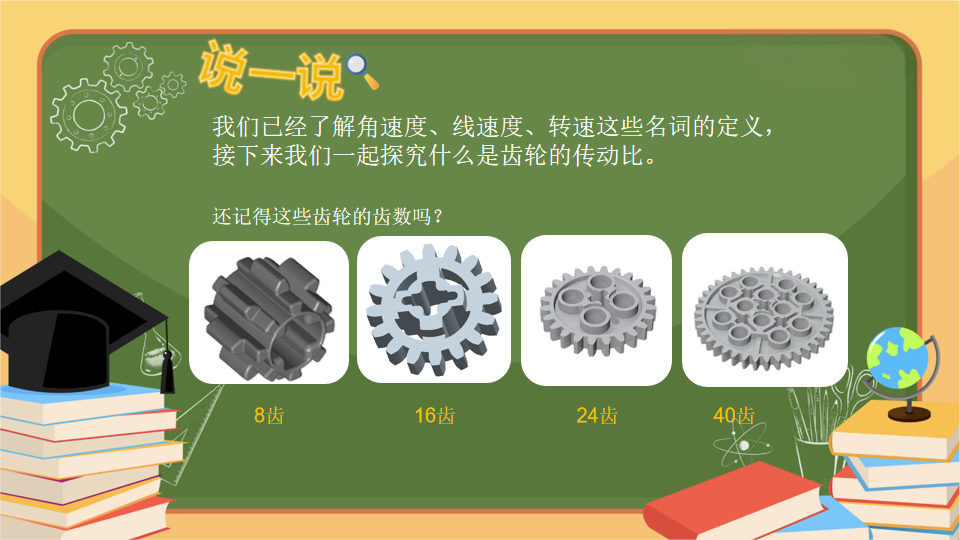 说一说
我们已经了解角速度、线速度、转速这些名词的定义，
接下来我们一起探究什么是齿轮的传动比。
还记得这些齿轮的齿数吗？
8齿
16齿
24齿
40齿